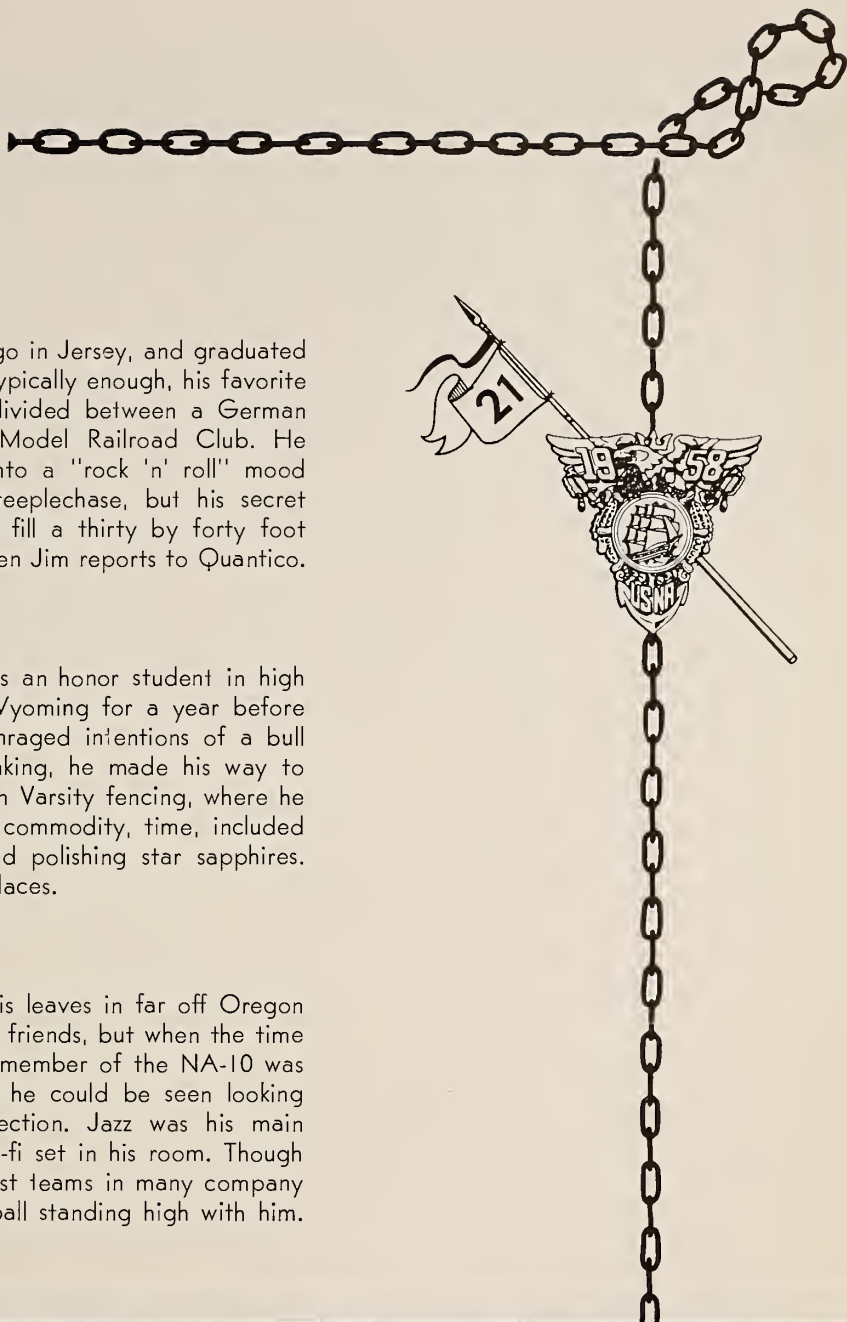 go in Jersey, and graduated
ypically enough, his favorite
divided between a German
Model Railroad Club. He
nto a "rock 'n' roll" mood
reeplechase, but his secret
fill a thirty by forty foot
en Jim reports to Quantico.
s an honor student in high
Wyoming for a year before
nraged intentions of a bull
aking, he made his way to
n Varsity fencing, where he
commodity, time, included
d polishing star sapphires.
laces.
is leaves in far off Oregon
friends, but when the time
member of the NA-10 was
he could be seen looking
ection. Jazz was his main
-fi set in his room. Though
st teams in many company
ball standing high with him.
21
19 58
USNA